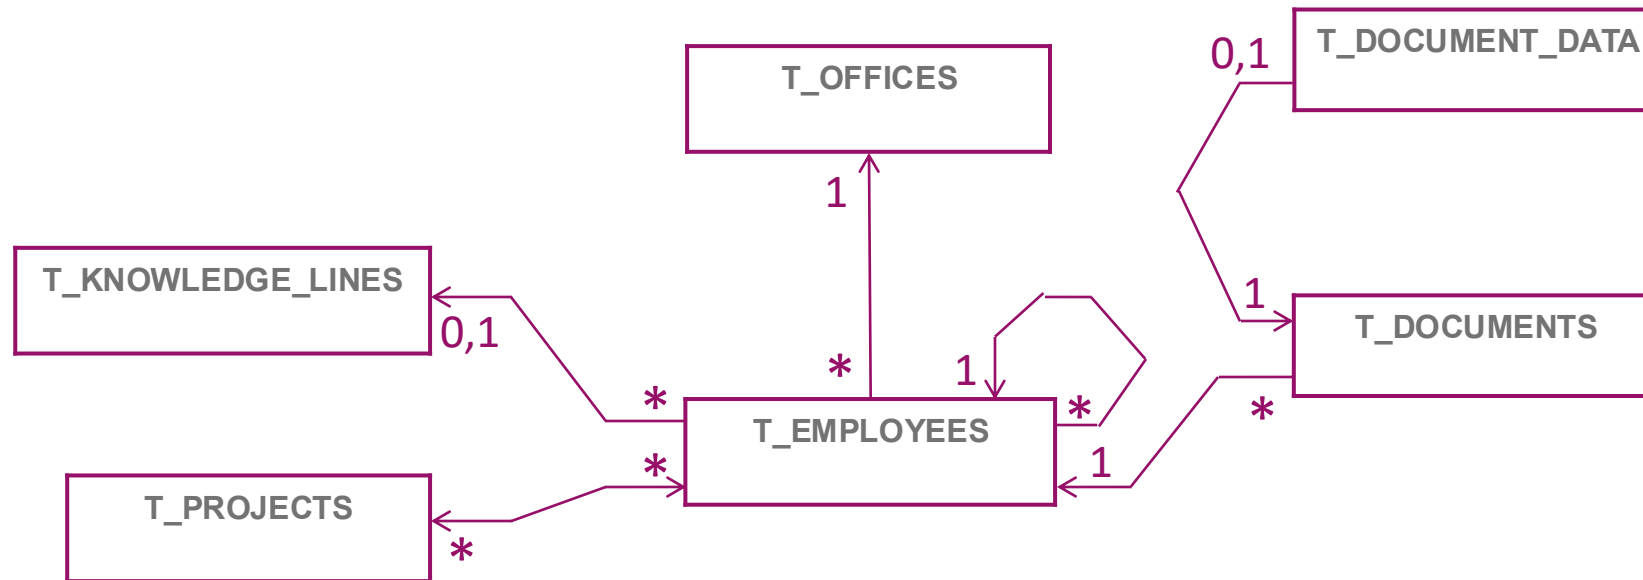 T_DOCUMENT_DATA
0,1
T_OFFICES
1
T_KNOWLEDGE_LINES
0,1
1
T_DOCUMENTS
*
1
*
*
*
T_EMPLOYEES
1
*
T_PROJECTS
*